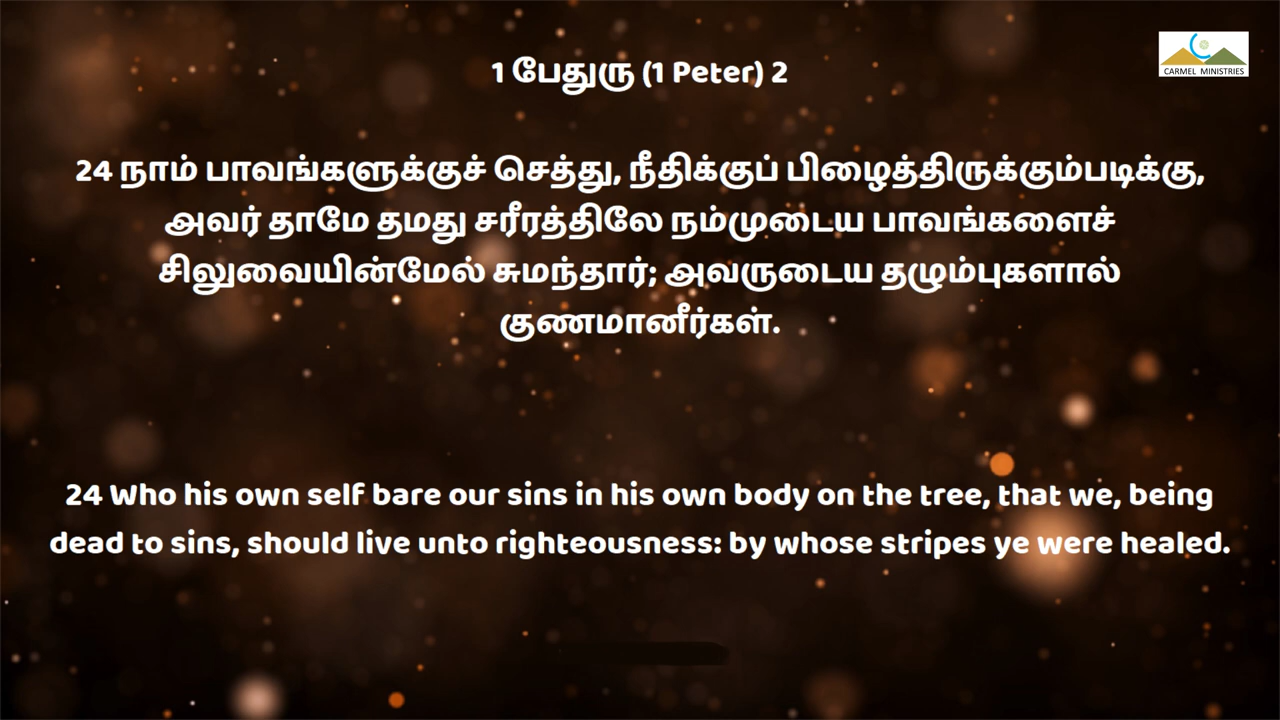 CARMEL MINISTRIES
1 பேதுரு (1 Peter) 2
24 நாம் பாவங்களுக்குச் செத்து, நீதிக்குப் பிழைத்திருக்கும்படிக்கு,
அவர் தாமே தமது சரீரத்திலே நம்முடைய பாவங்களைச்
சிலுவையின்மேல் சுமந்தார்; அவருடைய தழும்புகளால்
குணமானீர்கள்.
24 Who his own self bare our sins in his own body on the tree, that we, being
dead to sins, should live unto righteousness: by whose stripes ye were healed.